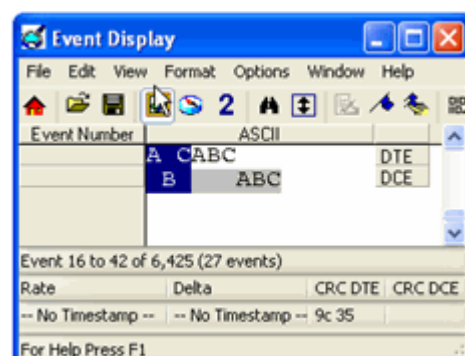 Event Display
File Edit View Format Options Window Help
2
Event Number ASCII
A CABC DTE
B ABC DCE
Event 16 to 42 of 6,425 (27 events)
Rate Delta CRC DTE CRC DCE
-- No Timestamp -- -- No Timestamp -- 9c 35
For Help Press F1